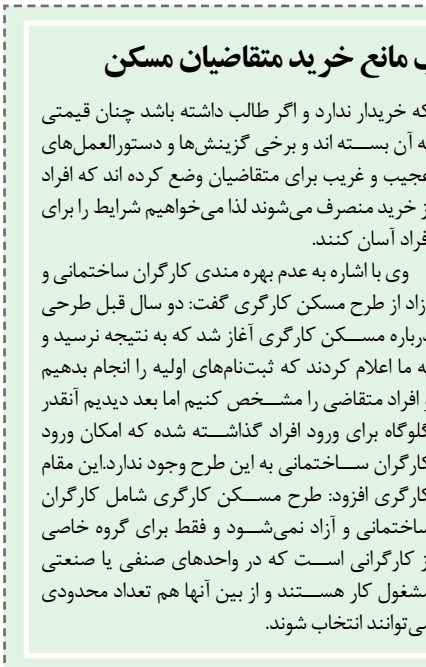 مانع خرید متقاضیان مسکن
که خریدار ندارد و اگر طالب داشته باشد چنان قیمتی
به آن بسته اند و برخی گزینش‌ها و دستورالعمل‌های
عجیب و غریب برای متقاضیان وضع کرده اند که افراد
از خرید منصرف می‌شوند لذا می‌خواهیم شرایط را برای
افراد آسان کنند.
وی با اشاره به عدم بهره مندی کارگران ساختمانی و
آزاد از طرح مسکن کارگری گفت: دو سال قبل طرحی
درباره مسکن کارگری آغاز شد که به نتیجه نرسید و
به ما اعلام کردند که ثبت‌نام‌های اولیه را انجام بدهیم
و افراد متقاضی را مشخص کنیم اما بعد دیدیم آنقدر
گلوگاه برای ورود افراد گذاشته شده که امکان ورود
کارگران ساختمانی به این طرح وجود ندارد.این مقام
کارگری افزود: طرح مسکن کارگری شامل کارگران
ساختمانی و آزاد نمی‌شود و فقط برای گروه خاصی
از کارگرانی است که در واحدهای صنفی یا صنعتی
مشغول کار هستند و از بین آنها هم تعداد محدودی
می‌توانند انتخاب شوند.